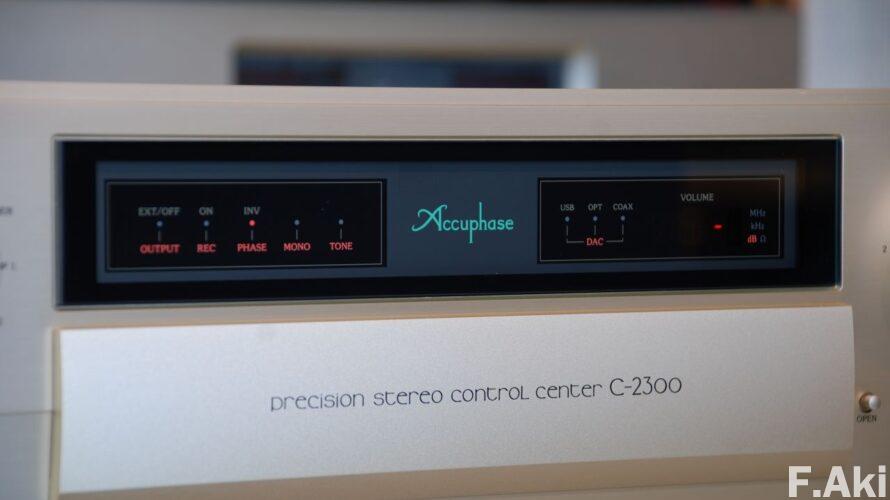 EXT/OFF ON INV
OUTPUT REC PHASE MONO TONE
Accuphase
USB OPT COAX
DAC
VOLUME
MHz
kHz
dB Ω
precision stereo control center C-2300
OPEN
2
F.Aki